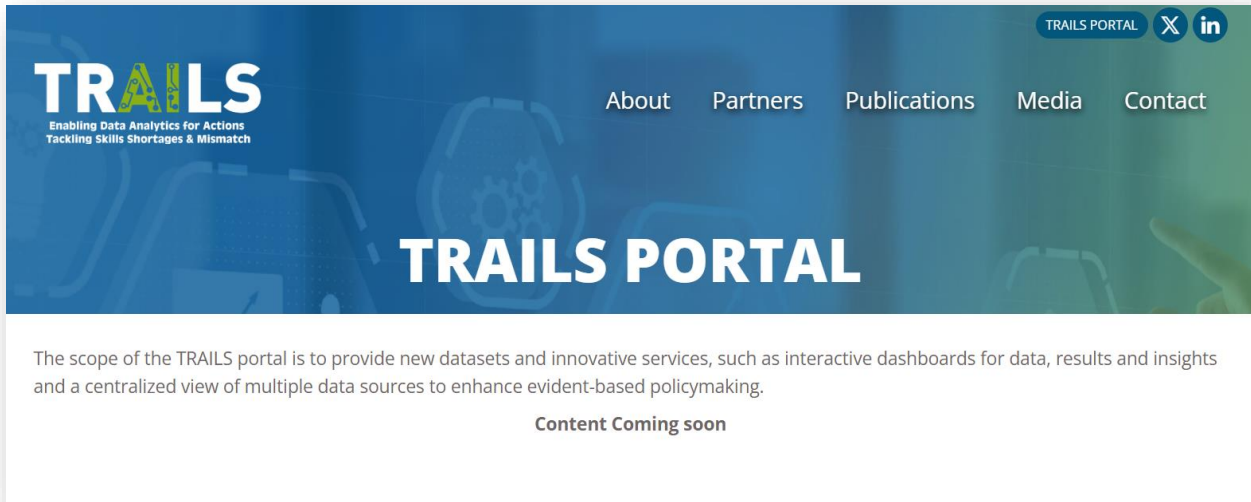 TRAILS PORTAL X in
TRAILS
Enabling Data Analytics for Actions
Tackling Skills Shortages & Mismatch
About Partners Publications Media Contact
TRAILS PORTAL
The scope of the TRAILS portal is to provide new datasets and innovative services, such as interactive dashboards for data, results and insights
and a centralized view of multiple data sources to enhance evident-based policymaking.
Content Coming soon